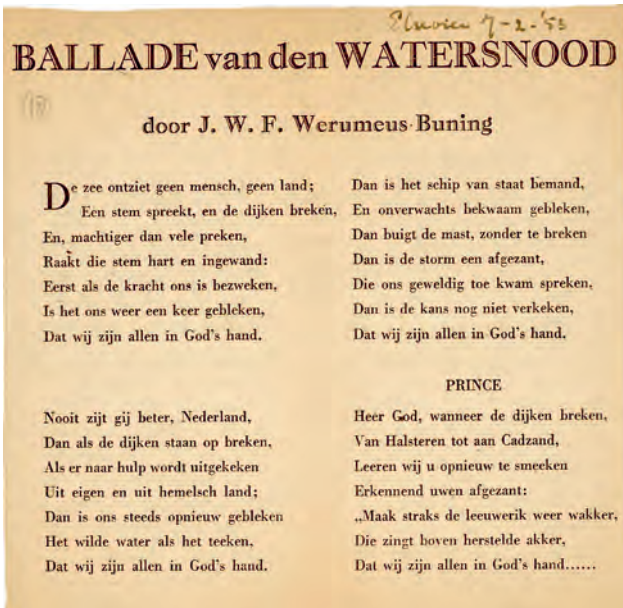 Elsevier 7-2-'53
BALLADE van den WATERSNOOD
door J. W. F. Werumeus Buning
De zee ontziet geen mensch, geen land;
Een stem spreekt, en de dijken breken,
En, machtiger dan vele preken,
Raakt die stem hart en ingewand:
Eerst als de kracht ons is bezweken,
Is het ons weer een keer gebleken,
Dat wij zijn allen in God's hand.
Nooit zijt gij beter, Nederland,
Dan als de dijken staan op breken,
Als er naar hulp wordt uitgekeken
Uit eigen en uit hemelsch land;
Dan is ons steeds opnieuw gebleken
Het wilde water als het teeken,
Dat wij zijn allen in God's hand.
Dan is het schip van staat bemand,
En onverwachts bekwaam gebleken,
Dan buigt de mast, zonder te breken
Dan is de storm een afgezant,
Die ons geweldig toe kwam spreken,
Dan is de kans nog niet verkeken,
Dat wij zijn allen in God's hand.
PRINCE
Heer God, wanneer de dijken breken,
Van Halsteren tot aan Cadzand,
Leeren wij u opnieuw te smeeken
Erkennend uwen afgezant:
„Maak straks de leeuwerik weer wakker,
Die zingt boven herstelde akker,
Dat wij zijn allen in God's hand......